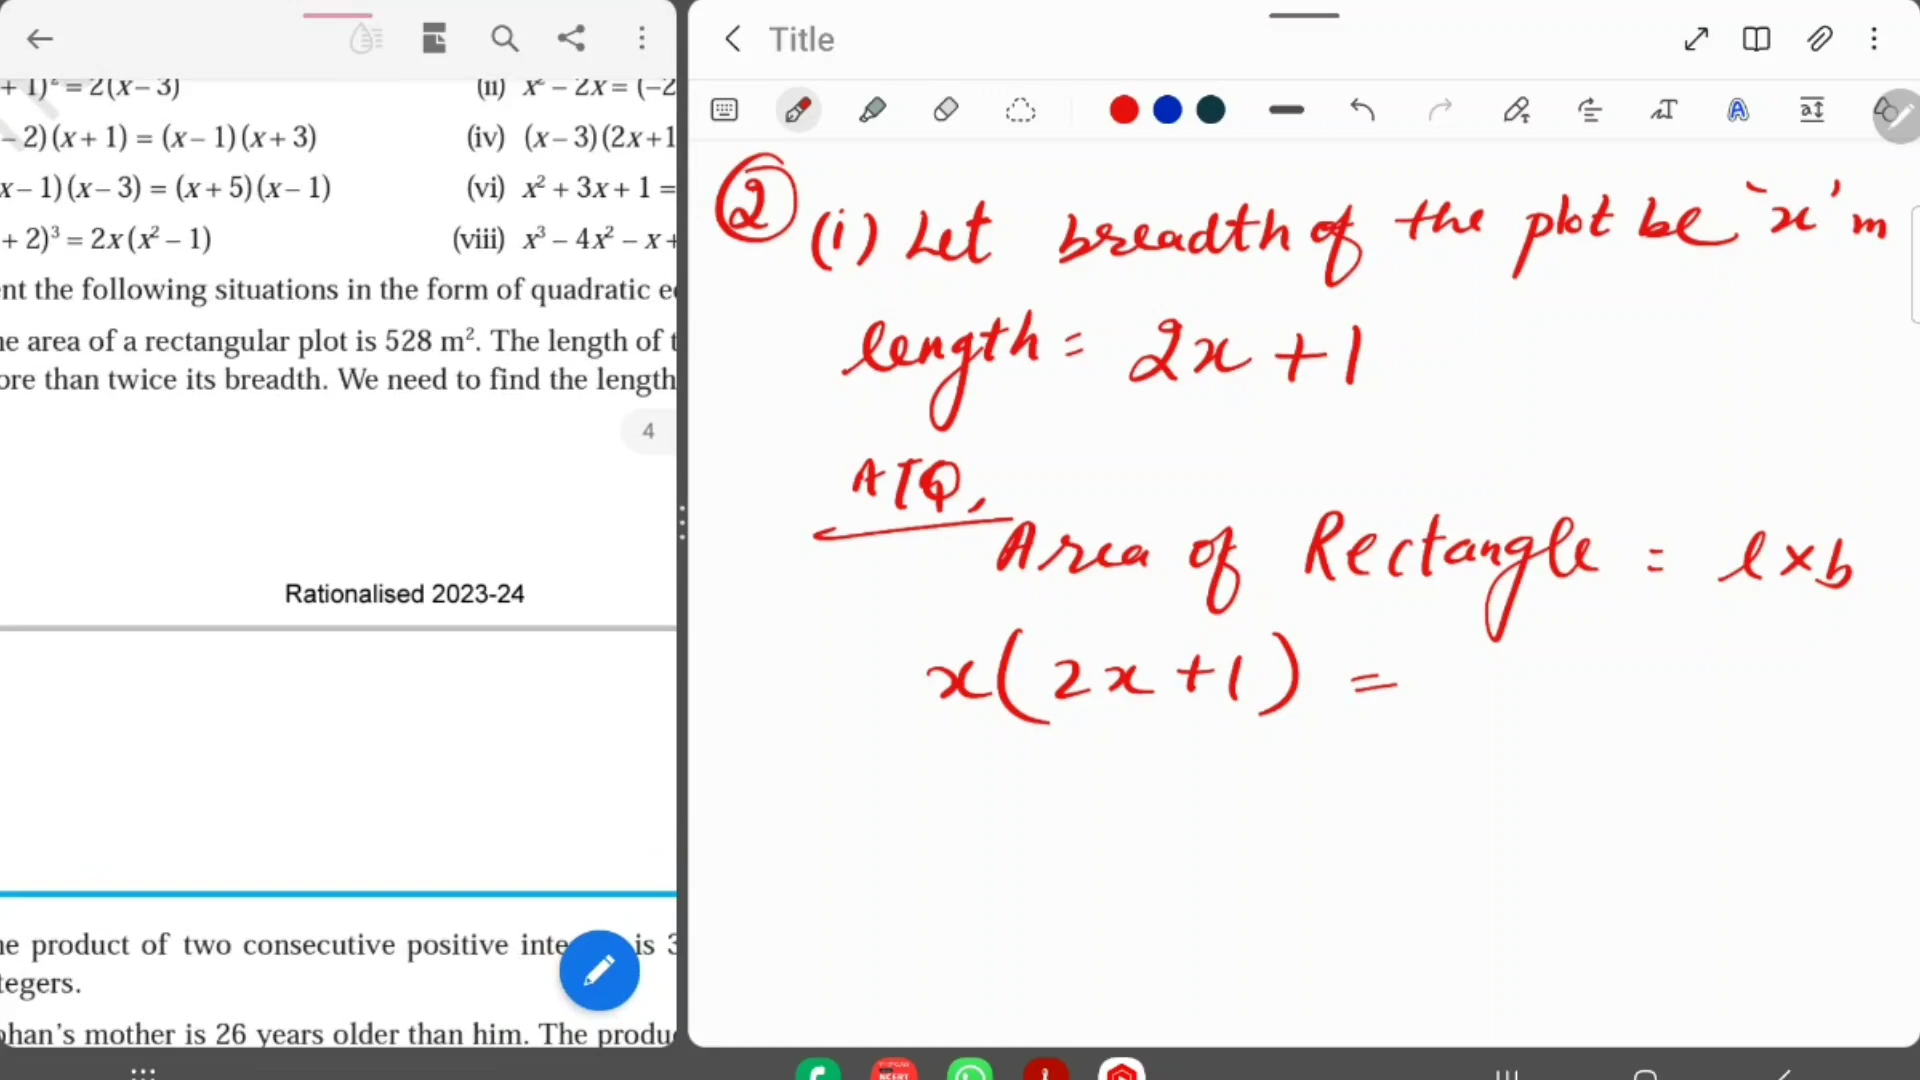 + 1)² = 2(x – 3) (ii) x² – 2x = (–2
– 2)(x + 1) = (x – 1)(x + 3) (iv) (x – 3)(2x + 1
x – 1)(x – 3) = (x + 5)(x – 1) (vi) x² + 3x + 1 =
+ 2)³ = 2x(x² – 1) (viii) x³ – 4x² – x +
nt the following situations in the form of quadratic e
e area of a rectangular plot is 528 m². The length of t
ore than twice its breadth. We need to find the length
4
Rationalised 2023-24
e product of two consecutive positive inte is 3
tegers.
han's mother is 26 years older than him. The produ
Title
② (i) Let breadth of the plot be 'x' m
length = 2x + 1
ATQ,
Area of Rectangle = l × b
x(2x + 1) =
NCERT